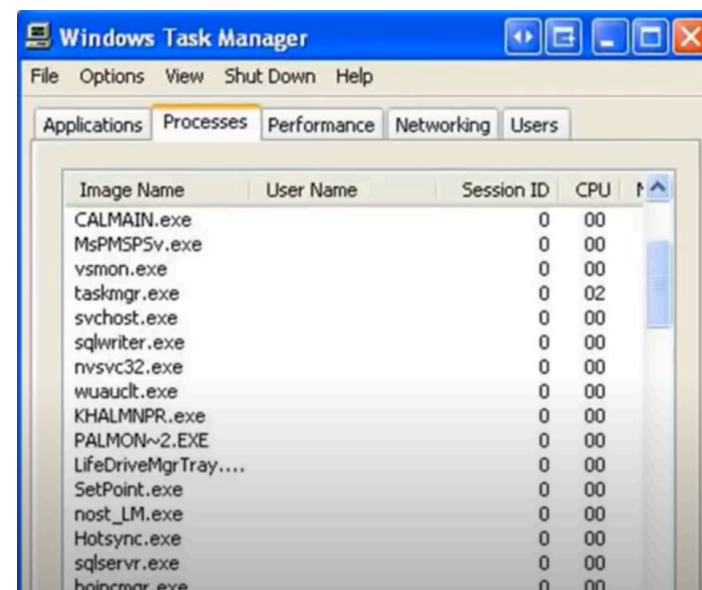 Windows Task Manager
File Options View Shut Down Help
Applications Processes Performance Networking Users
Image Name User Name Session ID CPU
CALMAIN.exe 0 00
MsPMSPSv.exe 0 00
vsmon.exe 0 00
taskmgr.exe 0 02
svchost.exe 0 00
sqlwriter.exe 0 00
nvsvc32.exe 0 00
wuauclt.exe 0 00
KHALMNPR.exe 0 00
PALMON~2.EXE 0 00
LifeDriveMgrTray.... 0 00
SetPoint.exe 0 00
nost_LM.exe 0 00
Hotsync.exe 0 00
sqlservr.exe 0 00
boincmgr.exe 0 00